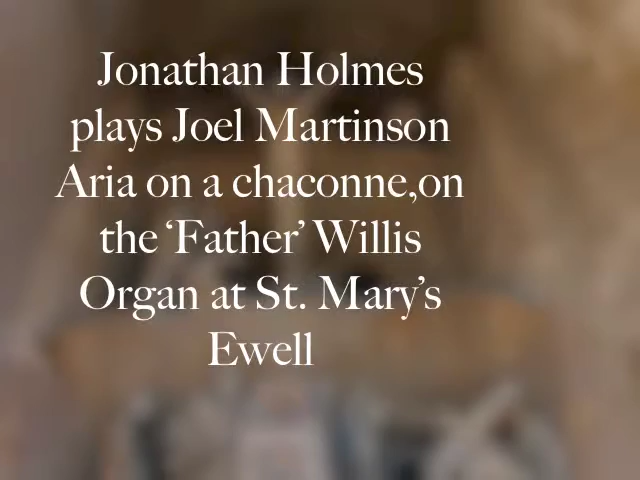 Jonathan Holmes
plays Joel Martinson
Aria on a chaconne,on
the ‘Father’ Willis
Organ at St. Mary’s
Ewell